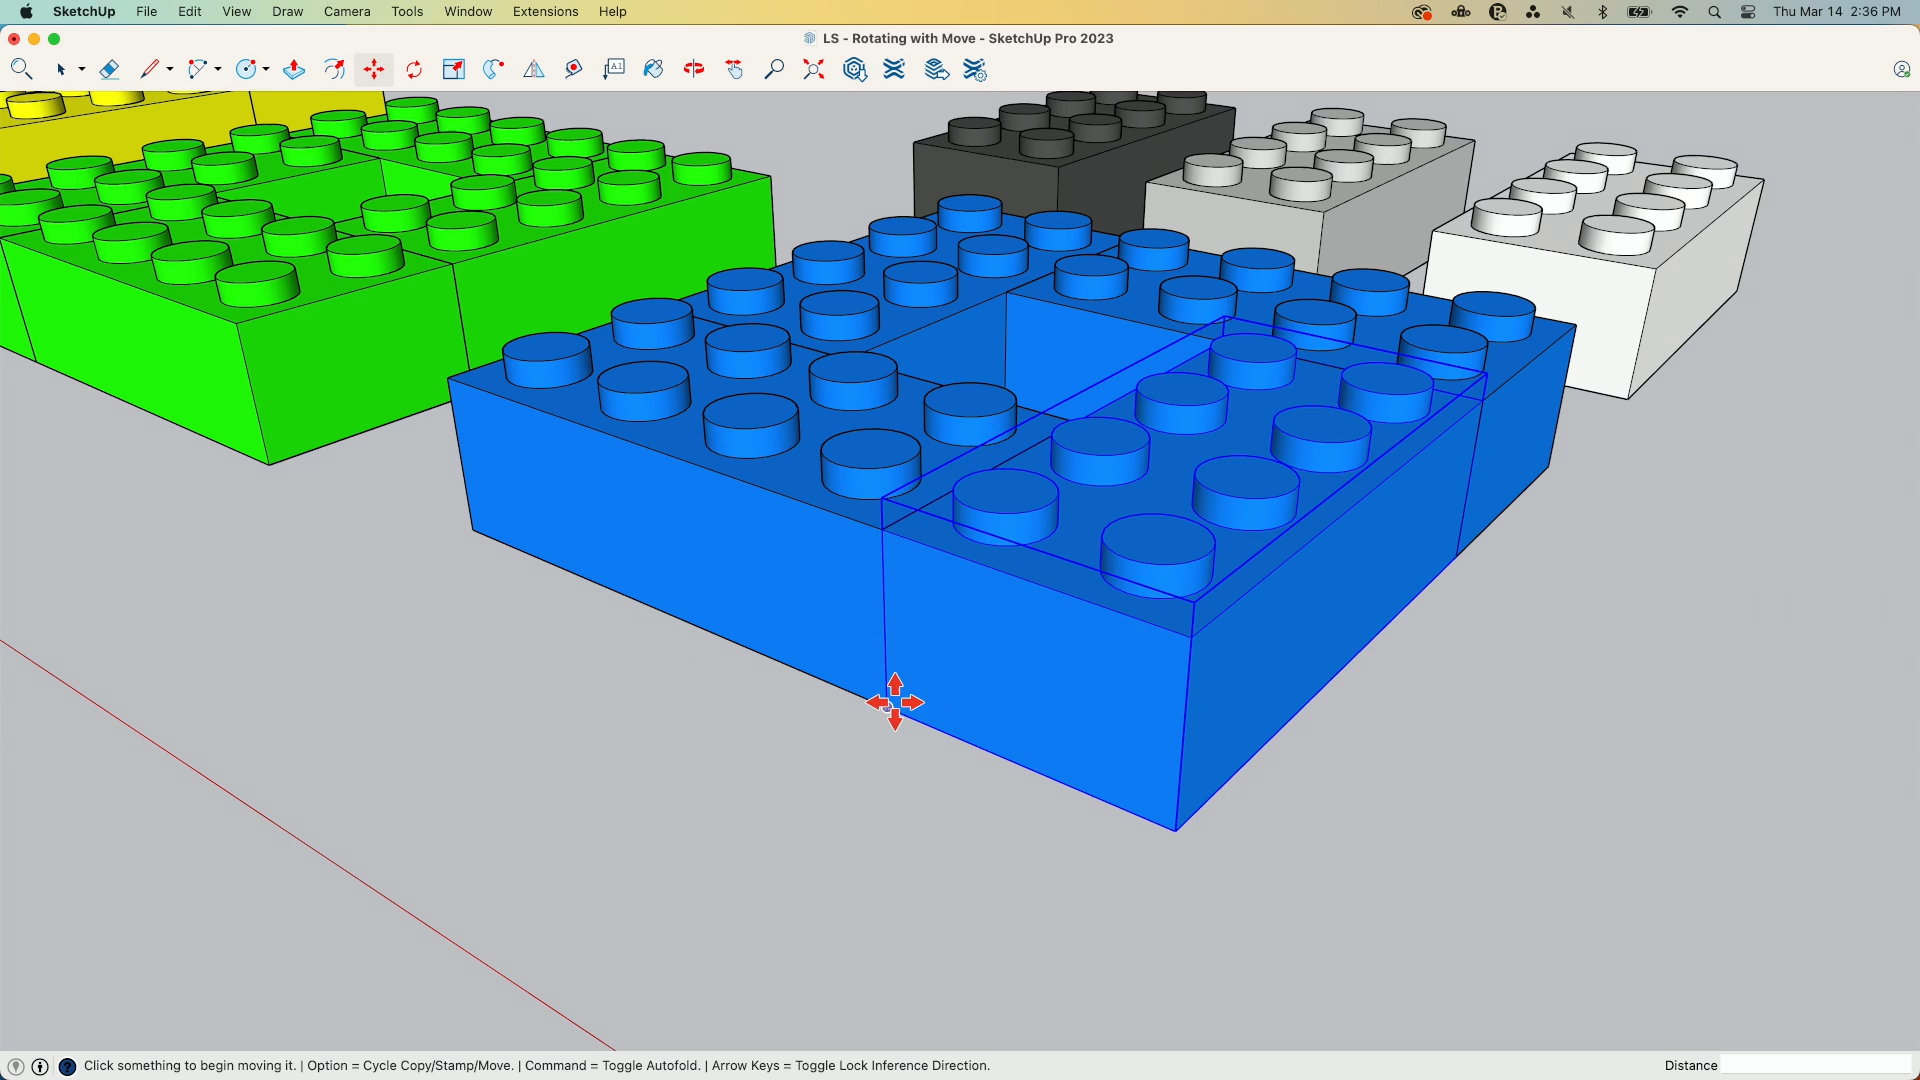 SketchUp File Edit View Draw Camera Tools Window Extensions Help Thu Mar 14 2:36 PM
LS - Rotating with Move - SketchUp Pro 2023
A1
Click something to begin moving it. | Option = Cycle Copy/Stamp/Move. | Command = Toggle Autofold. | Arrow Keys = Toggle Lock Inference Direction. Distance